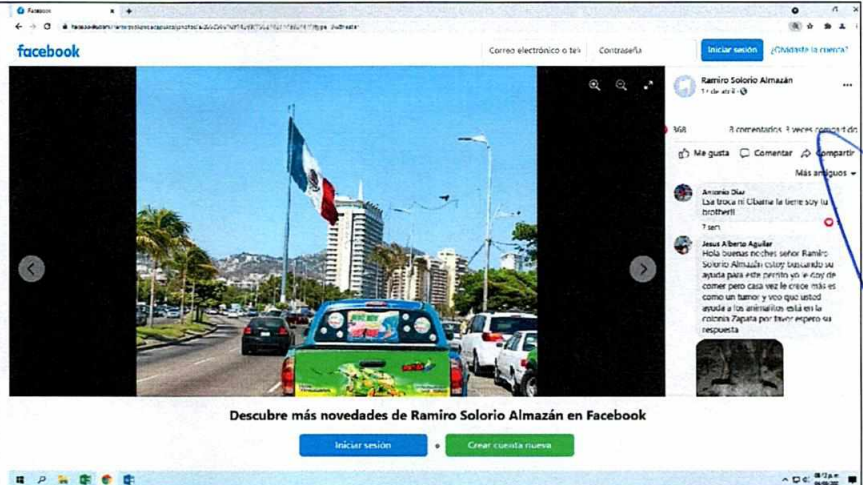 Facebook
facebook
Correo electrónico o tel
Contraseña
Iniciar sesión
¿Olvidaste la cuenta?
Ramiro Solorio Almazán
de abril
368
8 comentarios 3 veces compartido
Me gusta
Comentar
Compartir
Más antiguos
Antonio Díaz
Esa troca ni Obama la tiene soy tu
brother!!
7 sem
Jesus Alberto Aguilar
Hola buenas noches señor Ramiro
Solorio Almazán estoy buscando su
ayuda para este perrito yo le doy de
comer pero casa vez le crece más es
como un tumor y veo que usted
ayuda a los animalitos está en la
colonia Zapata por favor espero su
respuesta
Descubre más novedades de Ramiro Solorio Almazán en Facebook
Iniciar sesión
o
Crear cuenta nueva